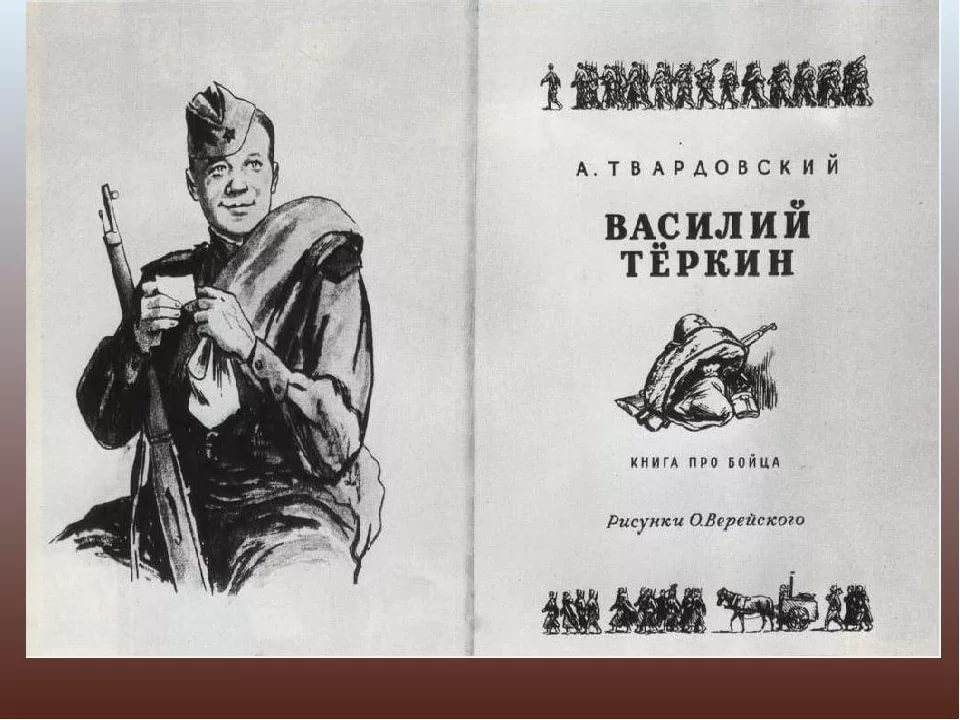 А. ТВАРДОВСКИЙ
ВАСИЛИЙ
ТЁРКИН
КНИГА ПРО БОЙЦА
Рисунки О.Верейского